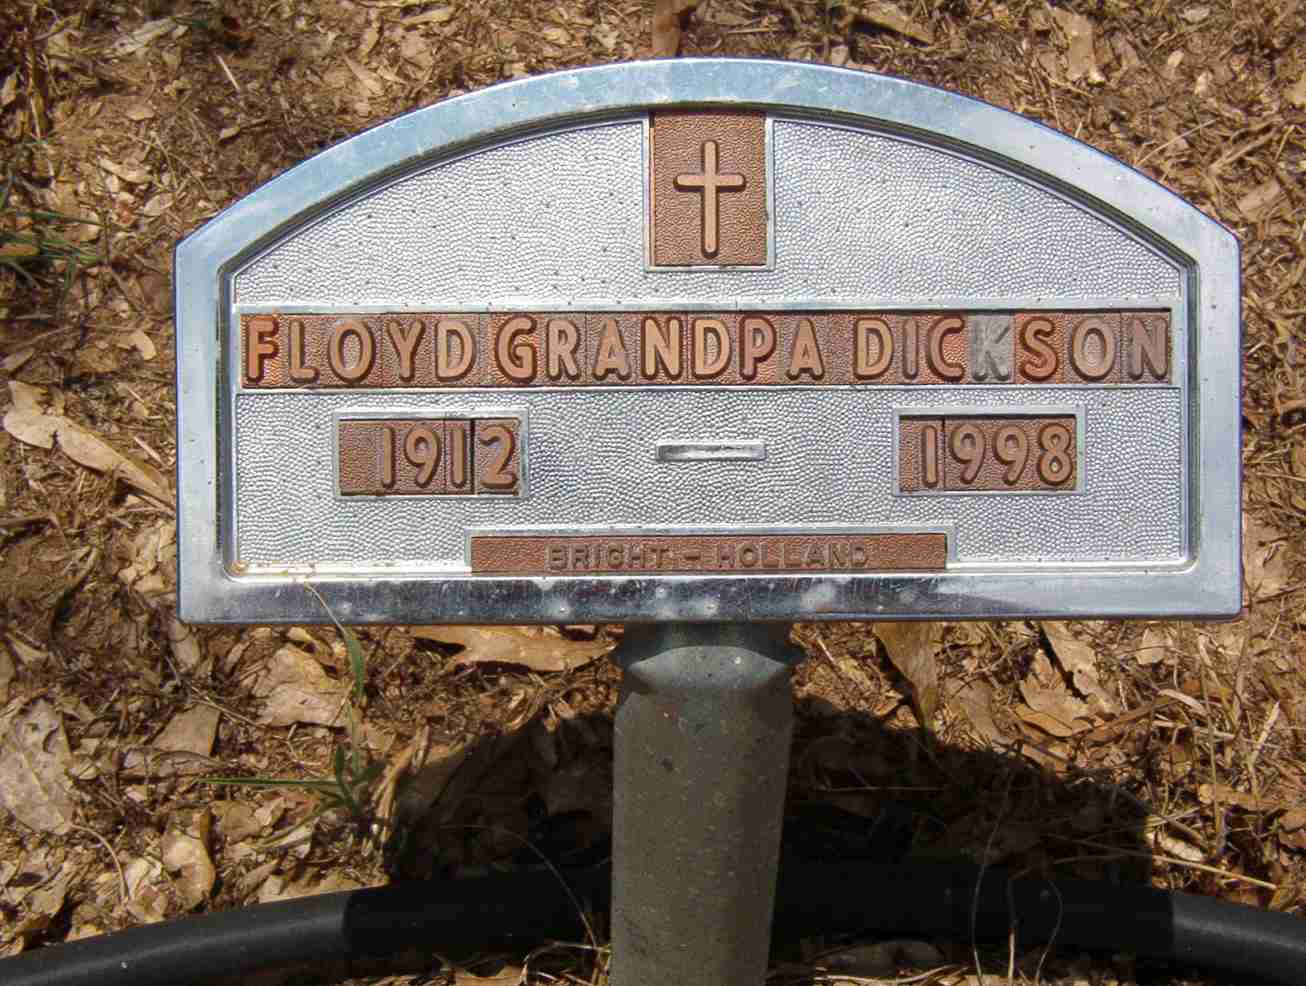 FLOYD GRANDPA DICKSON
1912 — 1998
BRIGHT - HOLLAND